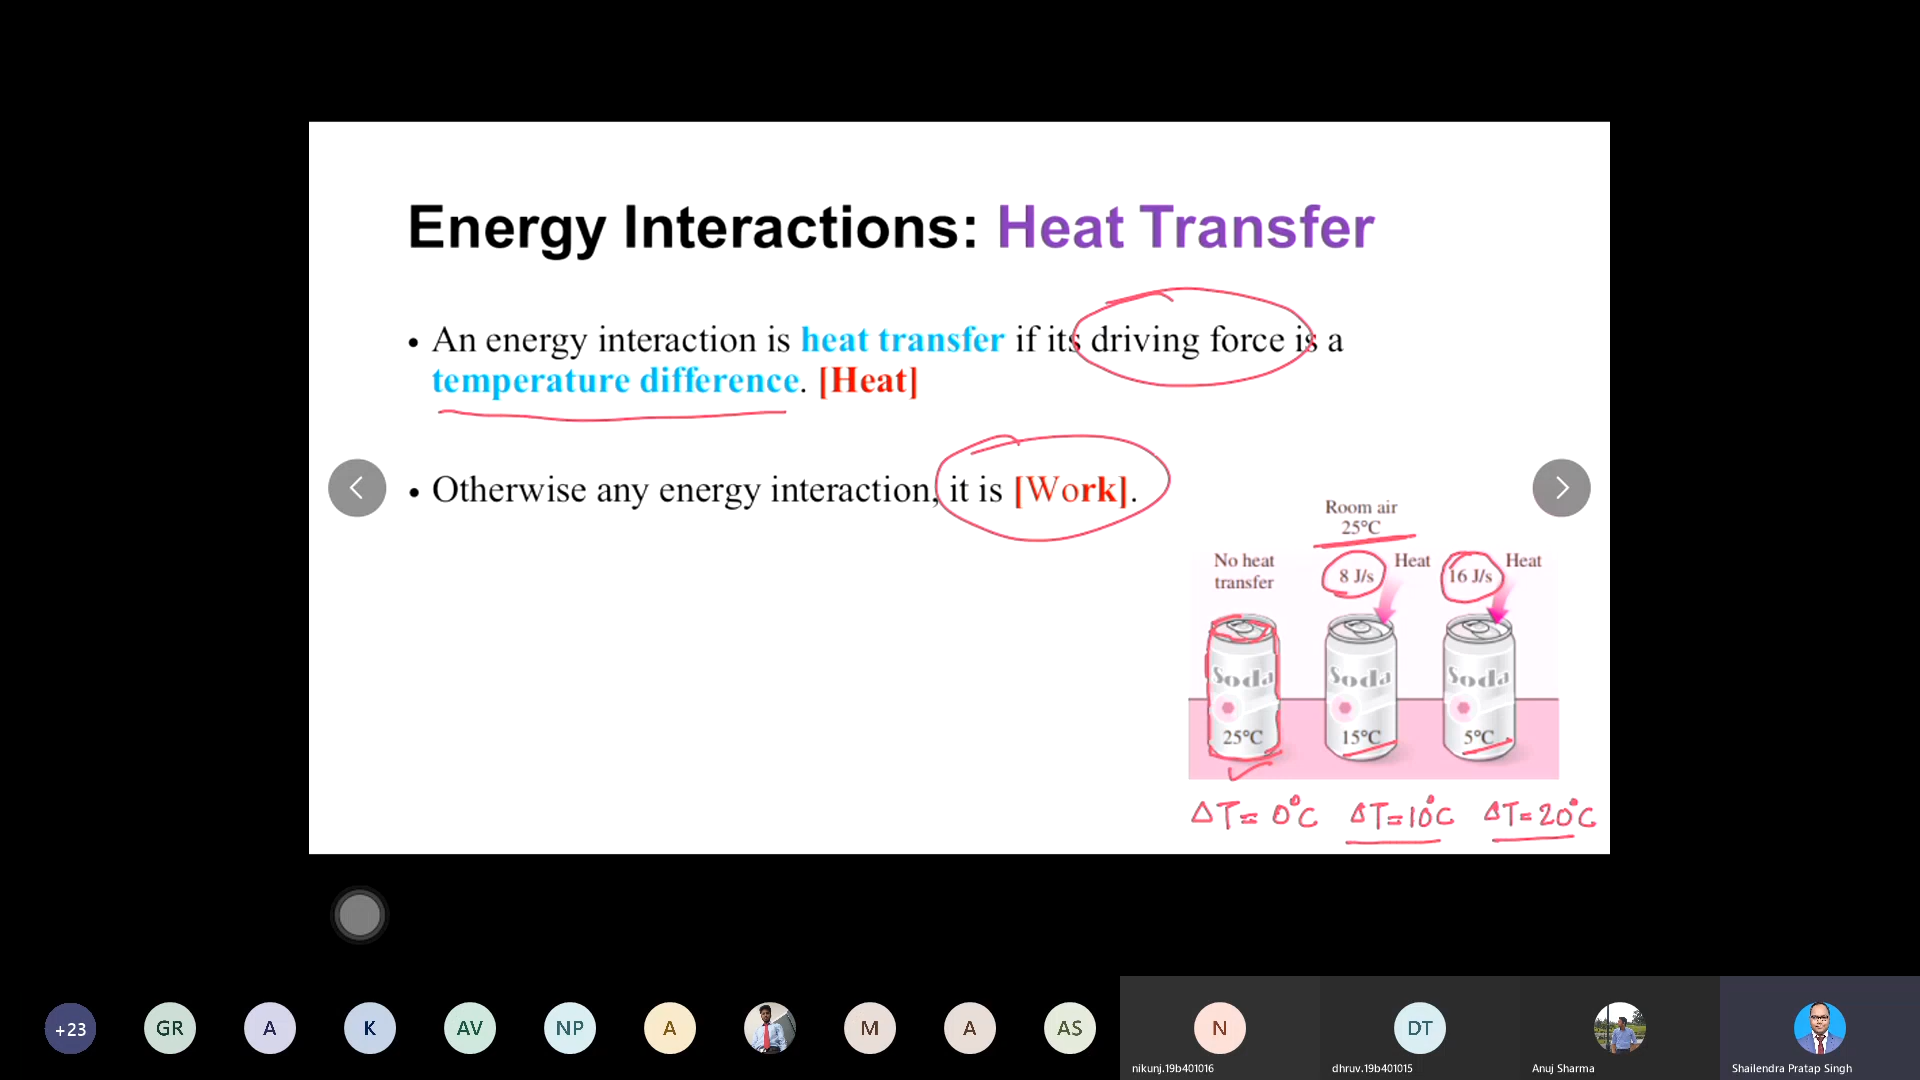 Energy Interactions: Heat Transfer
• An energy interaction is heat transfer if its driving force is a
temperature difference. [Heat]
• Otherwise any energy interaction, it is [Work].
Room air
25°C
No heat
transfer
8 J/s
Heat
16 J/s
Heat
Soda
Soda
Soda
25°C
15°C
5°C
ΔT= 0°C
ΔT=10°C
ΔT=20°C
+23
GR
A
K
AV
NP
A
M
A
AS
N
DT
nikunj.19b401016
dhruv.19b401015
Anuj Sharma
Shailendra Pratap Singh